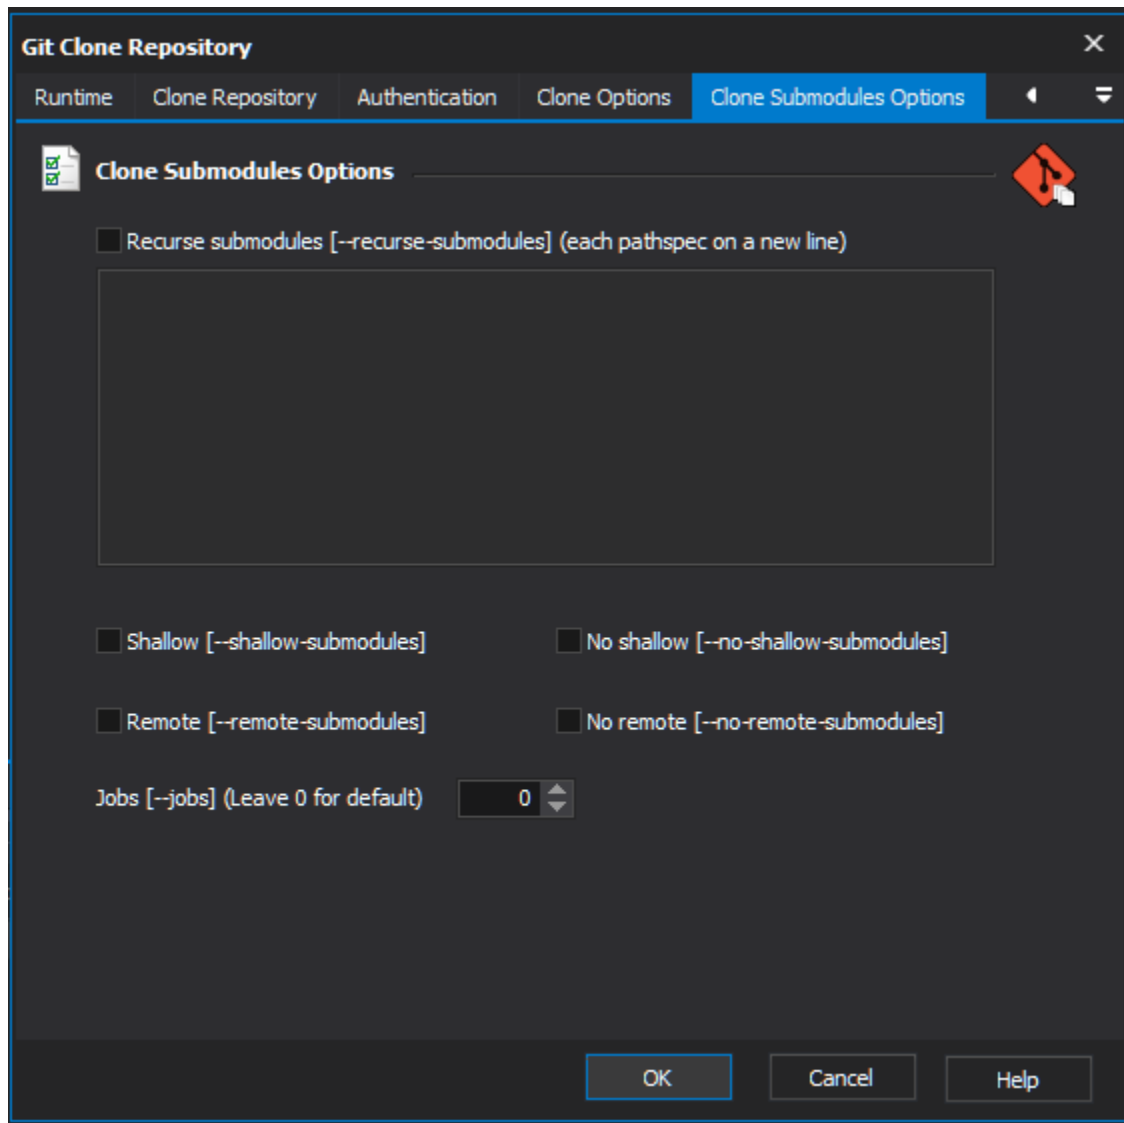 Git Clone Repository
Runtime Clone Repository Authentication Clone Options Clone Submodules Options
Clone Submodules Options
Recurse submodules [--recurse-submodules] (each pathspec on a new line)
Shallow [--shallow-submodules] No shallow [--no-shallow-submodules]
Remote [--remote-submodules] No remote [--no-remote-submodules]
Jobs [--jobs] (Leave 0 for default) 0
OK Cancel Help